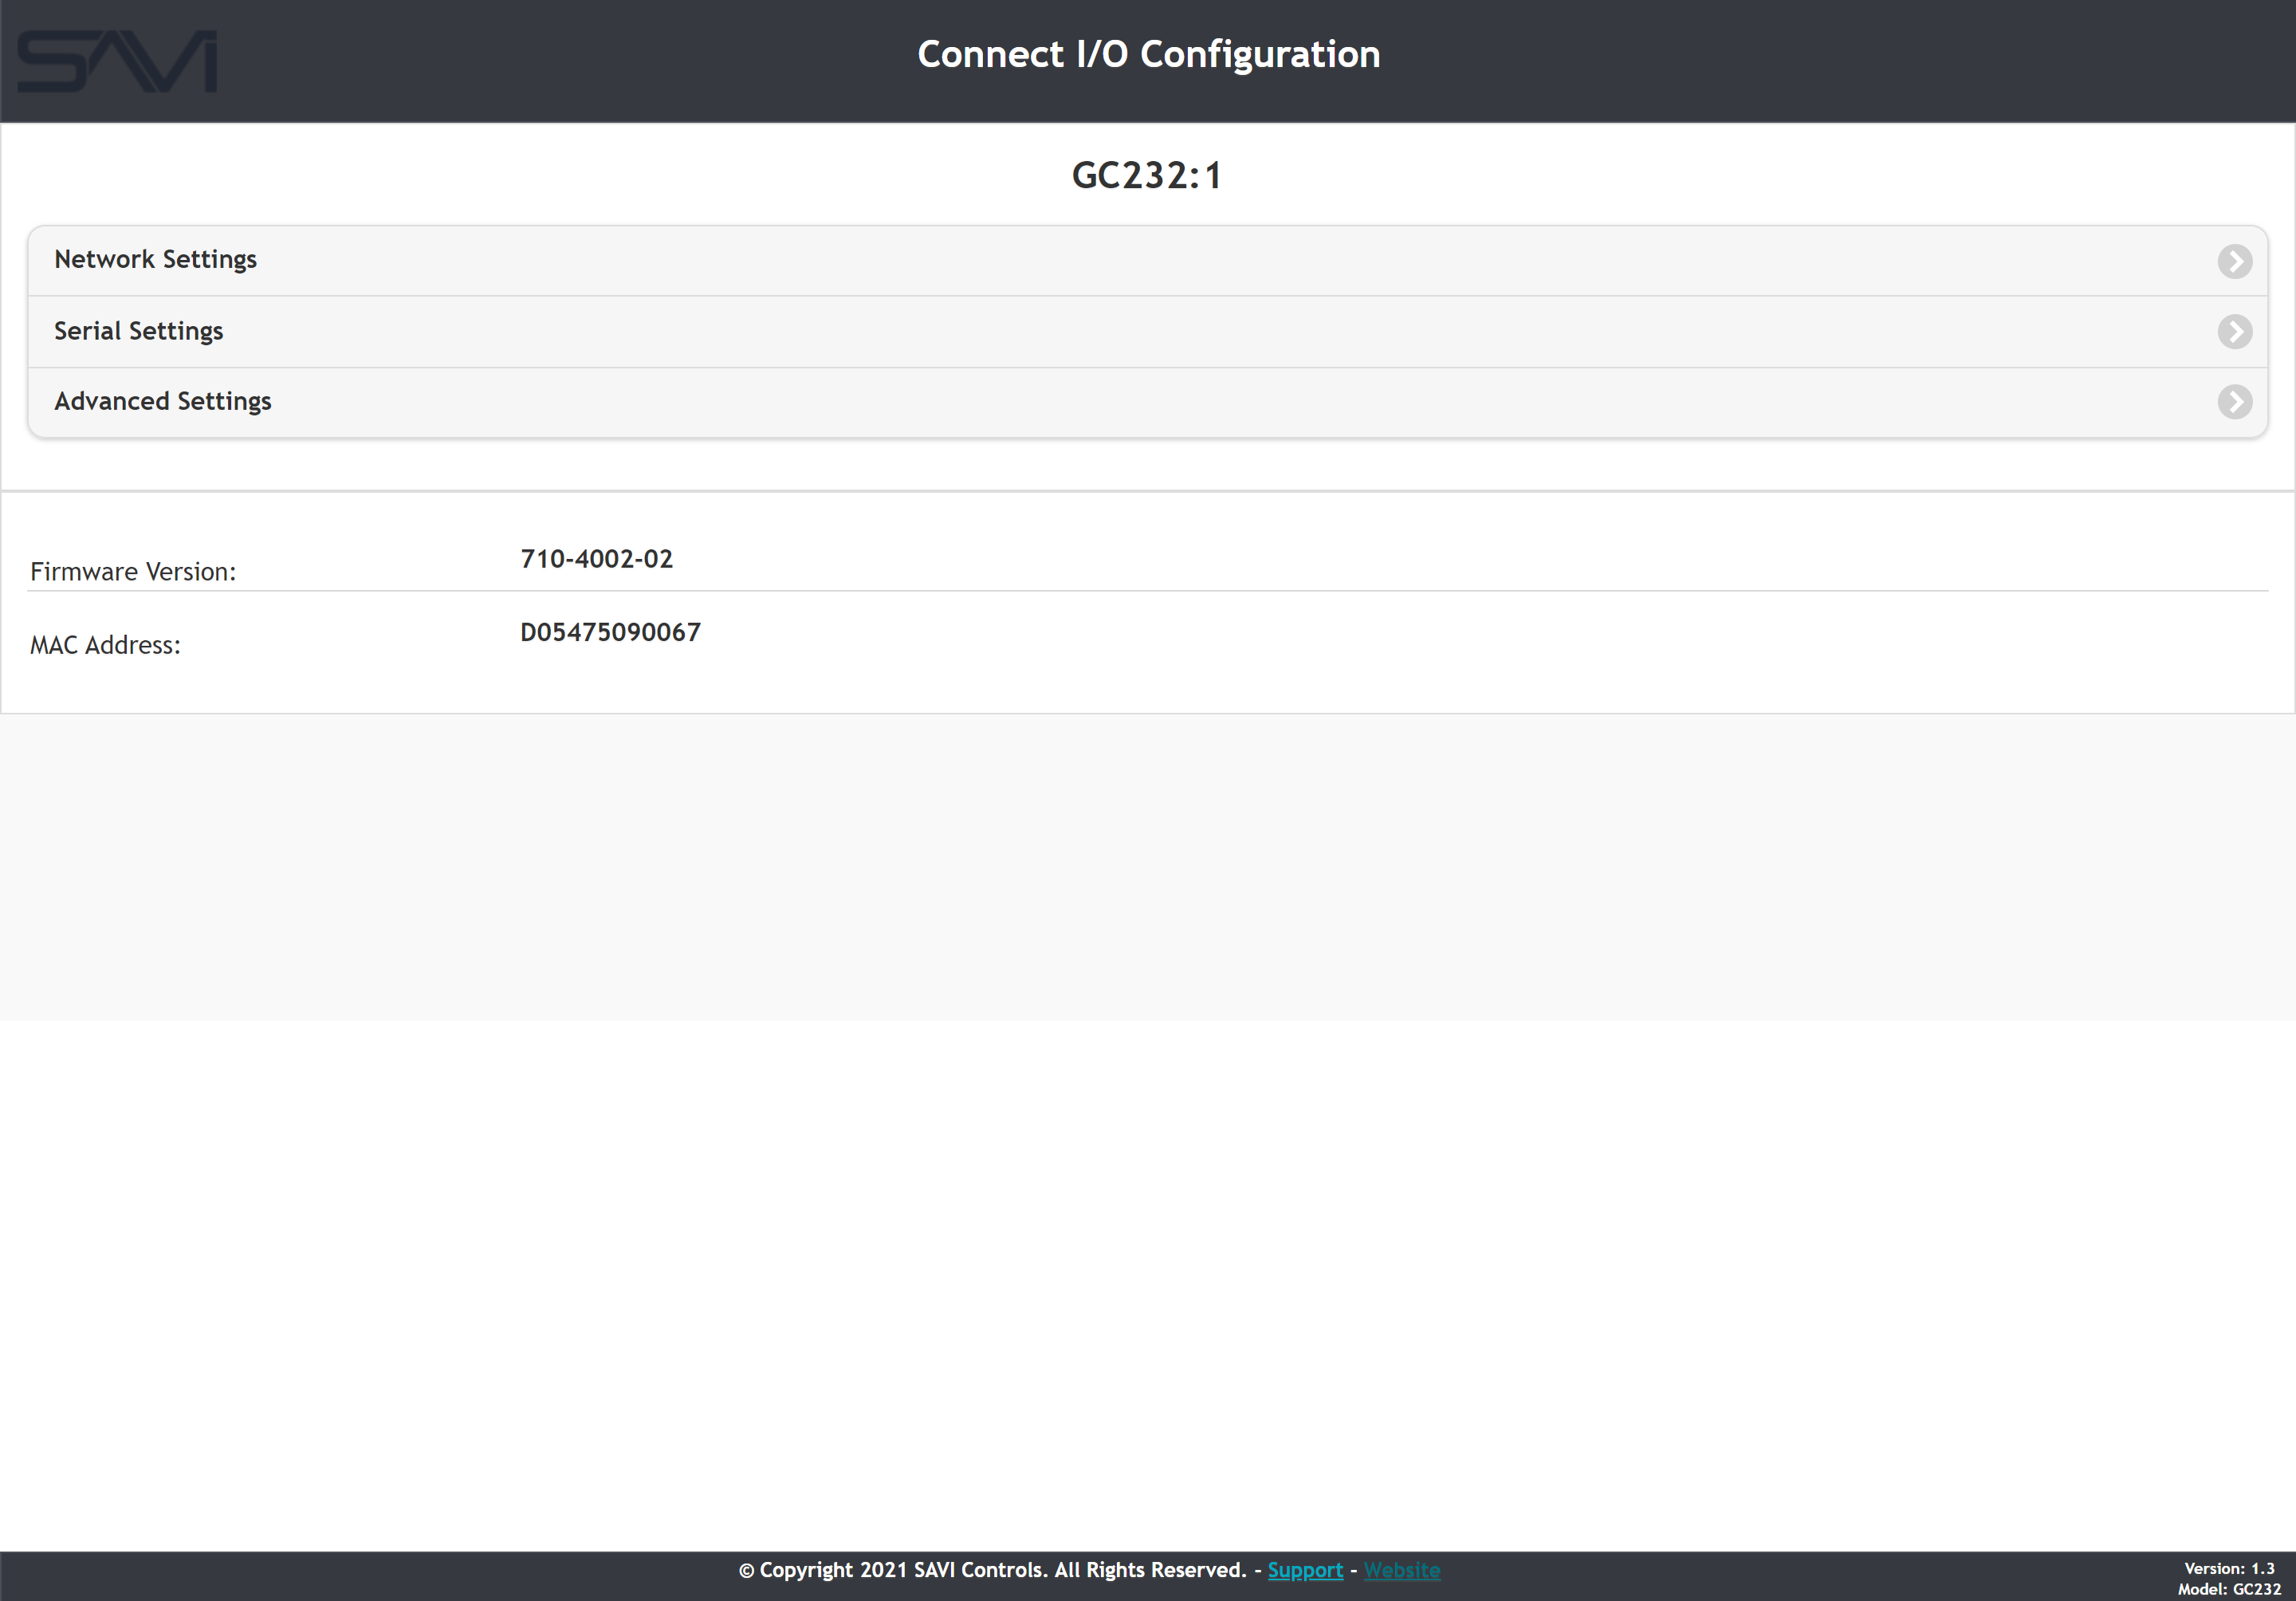 SAVI
Connect I/O Configuration
GC232:1
Network Settings
Serial Settings
Advanced Settings
Firmware Version: 710-4002-02
MAC Address: D05475090067
© Copyright 2021 SAVI Controls. All Rights Reserved. - Support - Website
Version: 1.3
Model: GC232